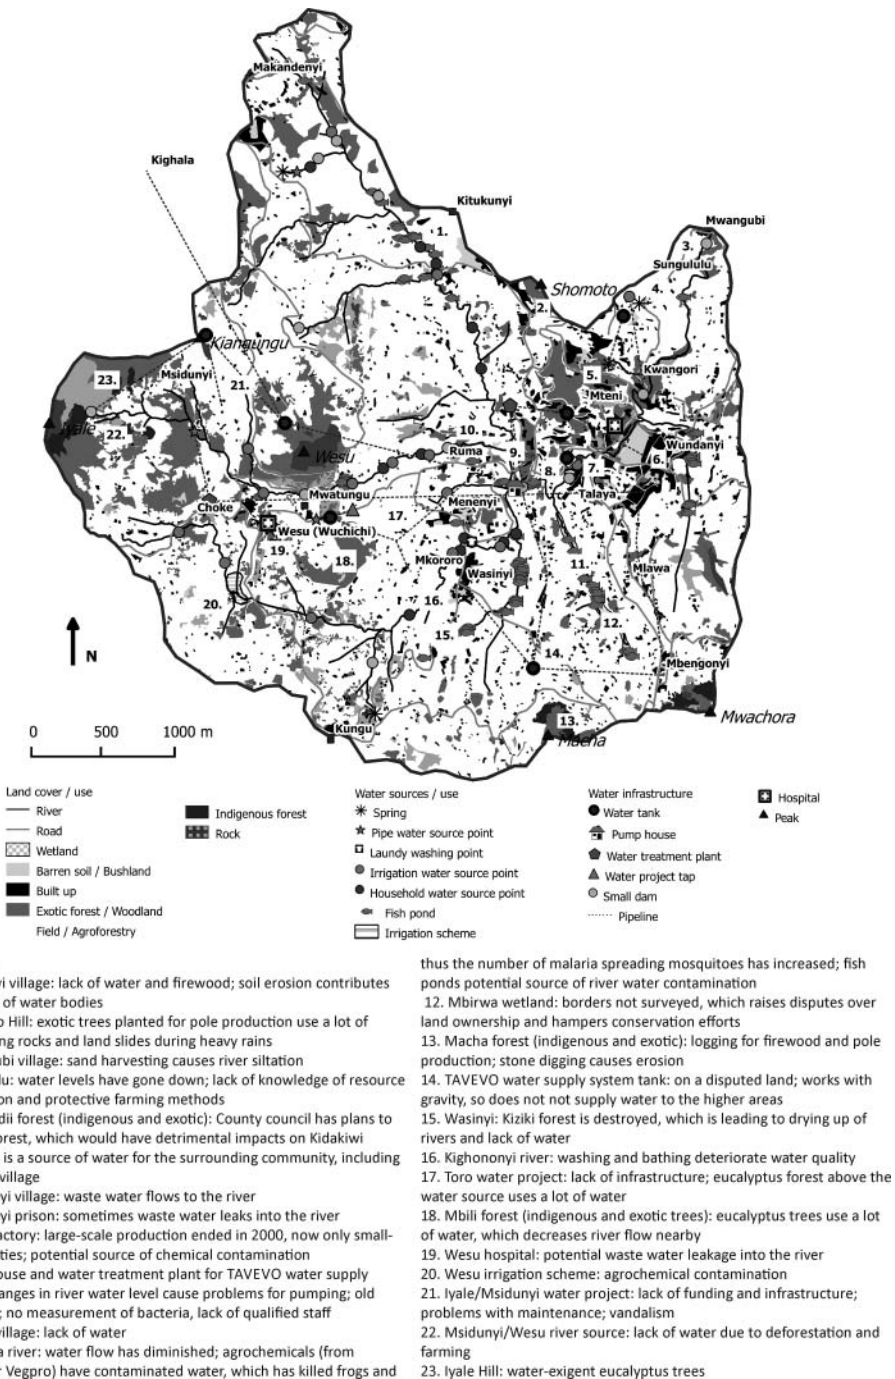 Makandenyi
Kighala
Kitukunyi
Mwangubi
1.
3.
Sungululu
Shomoto
4.
2.
Kiangungu
Msidunyi
23.
21.
5.
Kwangori
Mteni
Iyale
22.
10.
Wesu
Ruma
9.
Wundanyi
6.
8.
7.
Mwatungu
Menenyi
Talaya
Choke
17.
Wesu (Wuchichi)
19.
18.
Mkororo
Wasinyi
11.
Mlawa
20.
16.
12.
15.
14.
Mbengonyi
N
Mwachora
13.
Macha
Kungu
0 500 1000 m
Land cover / use
River
Road
Wetland
Barren soil / Bushland
Built up
Exotic forest / Woodland
Field / Agroforestry
Indigenous forest
Rock
Water sources / use
Spring
Pipe water source point
Laundy washing point
Irrigation water source point
Household water source point
Fish pond
Irrigation scheme
Water infrastructure
Water tank
Pump house
Water treatment plant
Water project tap
Small dam
Pipeline
Hospital
Peak
yi village: lack of water and firewood; soil erosion contributes
of water bodies
o Hill: exotic trees planted for pole production use a lot of
ng rocks and land slides during heavy rains
ubi village: sand harvesting causes river siltation
lu: water levels have gone down; lack of knowledge of resource
on and protective farming methods
dii forest (indigenous and exotic): County council has plans to
orest, which would have detrimental impacts on Kidakiwi
is a source of water for the surrounding community, including
village
yi village: waste water flows to the river
yi prison: sometimes waste water leaks into the river
actory: large-scale production ended in 2000, now only small-
ties; potential source of chemical contamination
ouse and water treatment plant for TAVEVO water supply
anges in river water level cause problems for pumping; old
; no measurement of bacteria, lack of qualified staff
village: lack of water
a river: water flow has diminished; agrochemicals (from
r Vegpro) have contaminated water, which has killed frogs and
thus the number of malaria spreading mosquitoes has increased; fish
ponds potential source of river water contamination
12. Mbirwa wetland: borders not surveyed, which raises disputes over
land ownership and hampers conservation efforts
13. Macha forest (indigenous and exotic): logging for firewood and pole
production; stone digging causes erosion
14. TAVEVO water supply system tank: on a disputed land; works with
gravity, so does not not supply water to the higher areas
15. Wasinyi: Kiziki forest is destroyed, which is leading to drying up of
rivers and lack of water
16. Kighononyi river: washing and bathing deteriorate water quality
17. Toro water project: lack of infrastructure; eucalyptus forest above the
water source uses a lot of water
18. Mbili forest (indigenous and exotic trees): eucalyptus trees use a lot
of water, which decreases river flow nearby
19. Wesu hospital: potential waste water leakage into the river
20. Wesu irrigation scheme: agrochemical contamination
21. Iyale/Msidunyi water project: lack of funding and infrastructure;
problems with maintenance; vandalism
22. Msidunyi/Wesu river source: lack of water due to deforestation and
farming
23. Iyale Hill: water-exigent eucalyptus trees